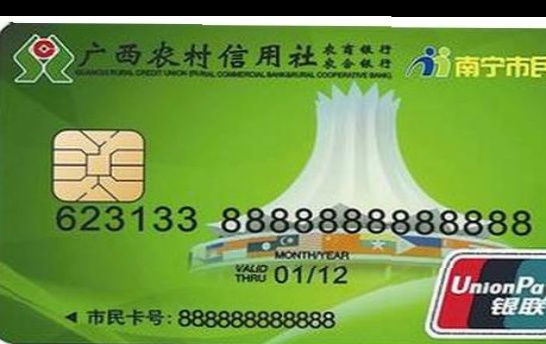 广西农村信用社 农商银行
农合银行
GUANGXI RURAL CREDIT UNION (RURAL COMMERCIAL BANK&RURAL COOPERATIVE BANK)
南宁市民
623133 8888888888888
MONTH/YEAR
VALID THRU 01/12
市民卡号: 888888888888
UnionPa
银联